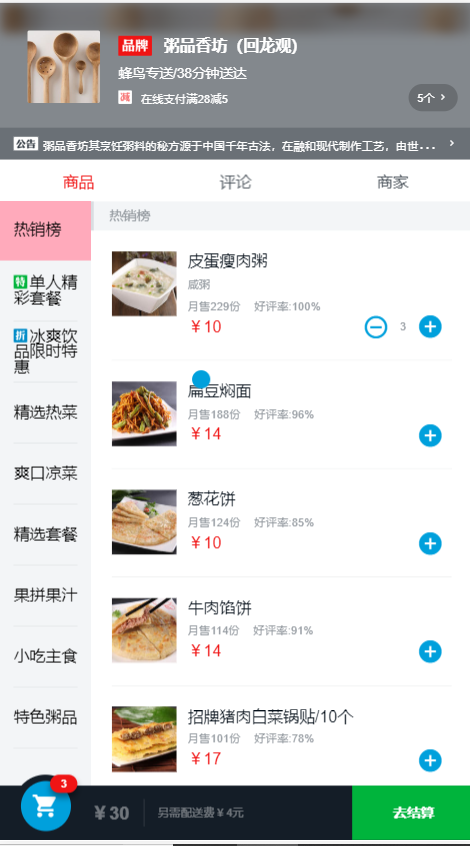 品牌 粥品香坊（回龙观）
蜂鸟专送/38分钟送达
减 在线支付满28减5
5个 >
公告 粥品香坊其烹饪粥料的秘方源于中国千年古法，在融和现代制作工艺，由世... >
商品 评论 商家
热销榜
特 单人精
彩套餐
折 冰爽饮
品限时特
惠
精选热菜
爽口凉菜
精选套餐
果拼果汁
小吃主食
特色粥品
热销榜
皮蛋瘦肉粥
咸粥
月售229份 好评率:100%
￥10
3
扁豆焖面
月售188份 好评率:96%
￥14
葱花饼
月售124份 好评率:85%
￥10
牛肉馅饼
月售114份 好评率:91%
￥14
招牌猪肉白菜锅贴/10个
月售101份 好评率:78%
￥17
3
￥30 另需配送费￥4元 去结算